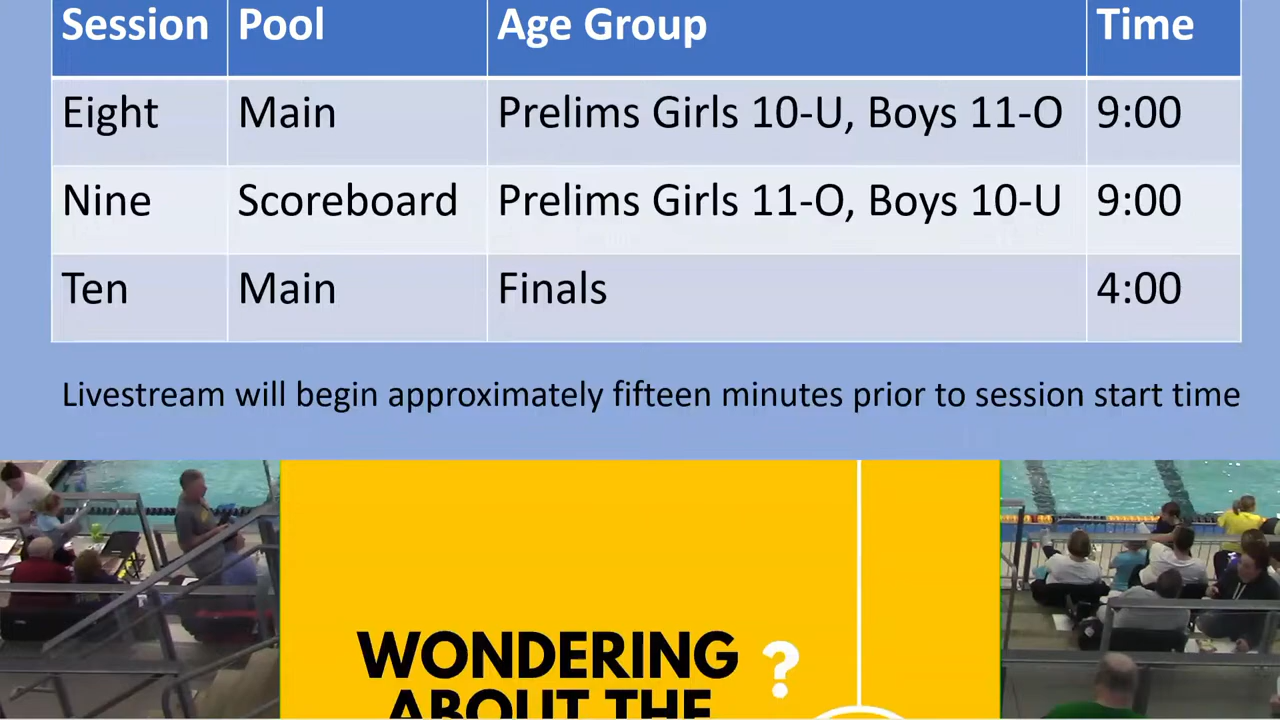 Session Pool Age Group Time
Eight Main Prelims Girls 10-U, Boys 11-O 9:00
Nine Scoreboard Prelims Girls 11-O, Boys 10-U 9:00
Ten Main Finals 4:00
Livestream will begin approximately fifteen minutes prior to session start time
WONDERING ?
ABOUT THE